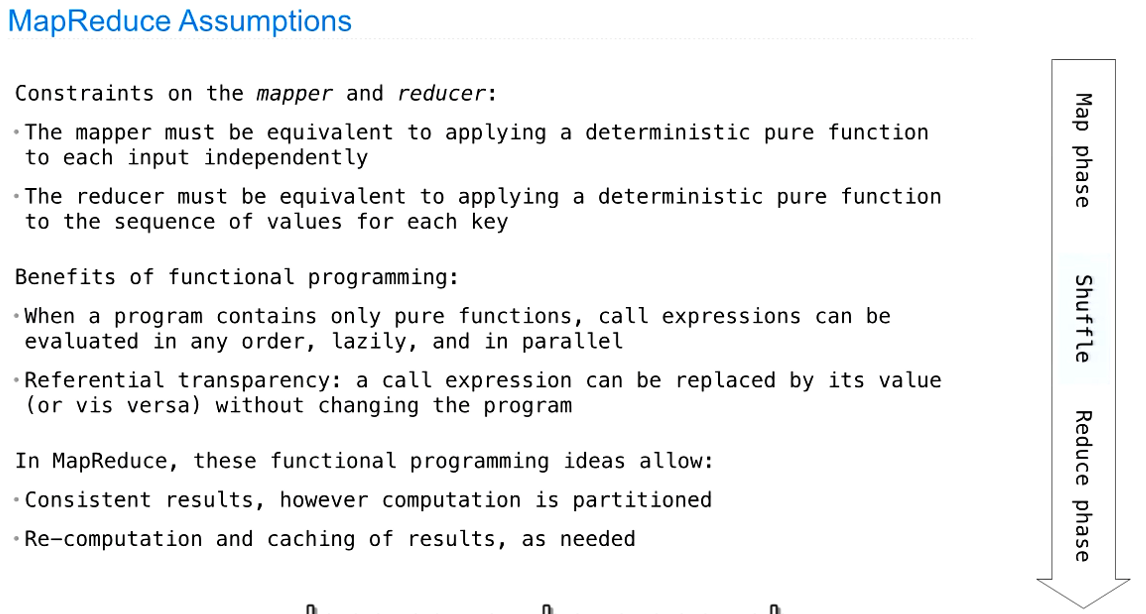 MapReduce Assumptions
Constraints on the mapper and reducer:
•The mapper must be equivalent to applying a deterministic pure function
to each input independently
•The reducer must be equivalent to applying a deterministic pure function
to the sequence of values for each key
Benefits of functional programming:
•When a program contains only pure functions, call expressions can be
evaluated in any order, lazily, and in parallel
•Referential transparency: a call expression can be replaced by its value
(or vis versa) without changing the program
In MapReduce, these functional programming ideas allow:
•Consistent results, however computation is partitioned
•Re-computation and caching of results, as needed
Map phase
Shuffle
Reduce phase